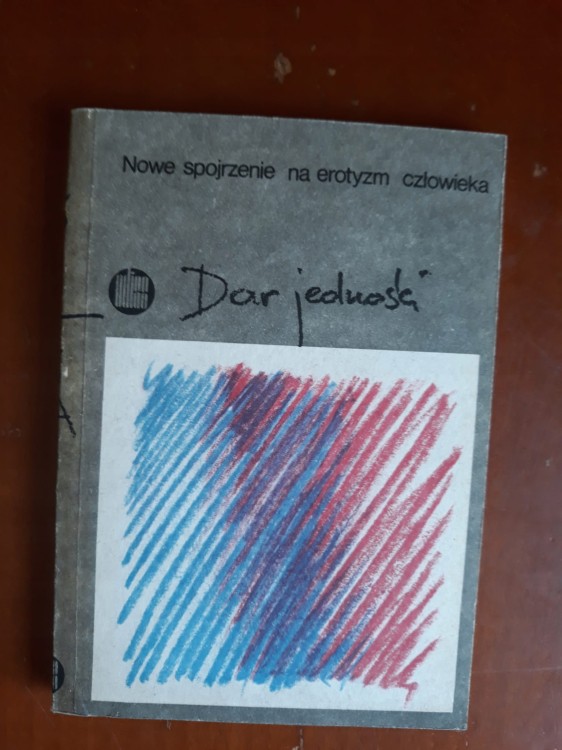 Nowe spojrzenie na erotyzm człowieka
Dar jedności